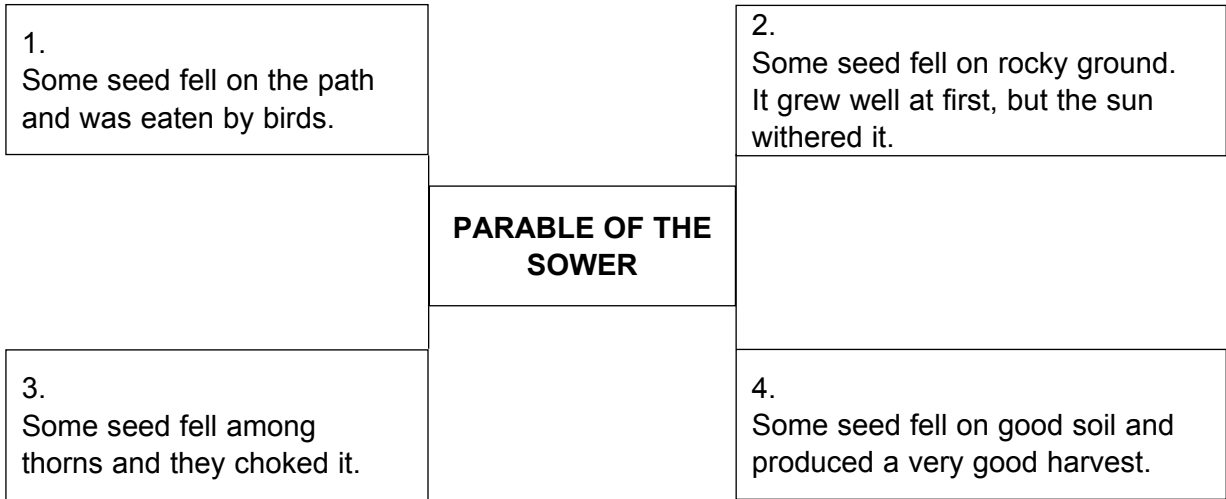 1.
Some seed fell on the path
and was eaten by birds.
2.
Some seed fell on rocky ground.
It grew well at first, but the sun
withered it.
PARABLE OF THE
SOWER
3.
Some seed fell among
thorns and they choked it.
4.
Some seed fell on good soil and
produced a very good harvest.